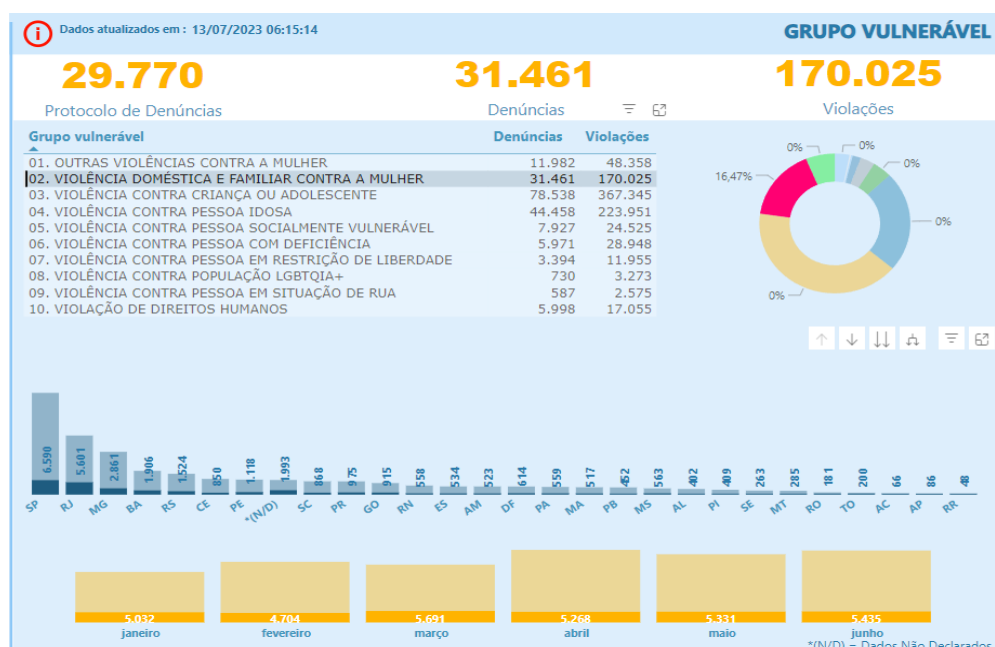 Dados atualizados em : 13/07/2023 06:15:14
GRUPO VULNERÁVEL
29.770
31.461
170.025
Protocolo de Denúncias
Denúncias
Violações
Grupo vulnerável Denúncias Violações
01. OUTRAS VIOLÊNCIAS CONTRA A MULHER 11.982 48.358
02. VIOLÊNCIA DOMÉSTICA E FAMILIAR CONTRA A MULHER 31.461 170.025
03. VIOLÊNCIA CONTRA CRIANÇA OU ADOLESCENTE 78.538 367.345
04. VIOLÊNCIA CONTRA PESSOA IDOSA 44.458 223.951
05. VIOLÊNCIA CONTRA PESSOA SOCIALMENTE VULNERÁVEL 7.927 24.525
06. VIOLÊNCIA CONTRA PESSOA COM DEFICIÊNCIA 5.971 28.948
07. VIOLÊNCIA CONTRA PESSOA EM RESTRIÇÃO DE LIBERDADE 3.394 11.955
08. VIOLÊNCIA CONTRA POPULAÇÃO LGBTQIA+ 730 3.273
09. VIOLÊNCIA CONTRA PESSOA EM SITUAÇÃO DE RUA 587 2.575
10. VIOLAÇÃO DE DIREITOS HUMANOS 5.998 17.055
0% 0%
16,47% 0%
0%
0%
6.590 5.601 2.861 1.906 1.524 850 1.118 1.993 868 975 915 558 534 523 614 559 517 452 563 402 409 263 285 181 200 66 86 48
SP RJ MG BA RS CE PE *(N/D) SC PR GO RN ES AM DF PA MA PB MS AL PI SE MT RO TO AC AP RR
5.032 4.704 5.691 5.268 5.331 5.435
janeiro fevereiro março abril maio junho
*(N/D) = Dados Não Declarados